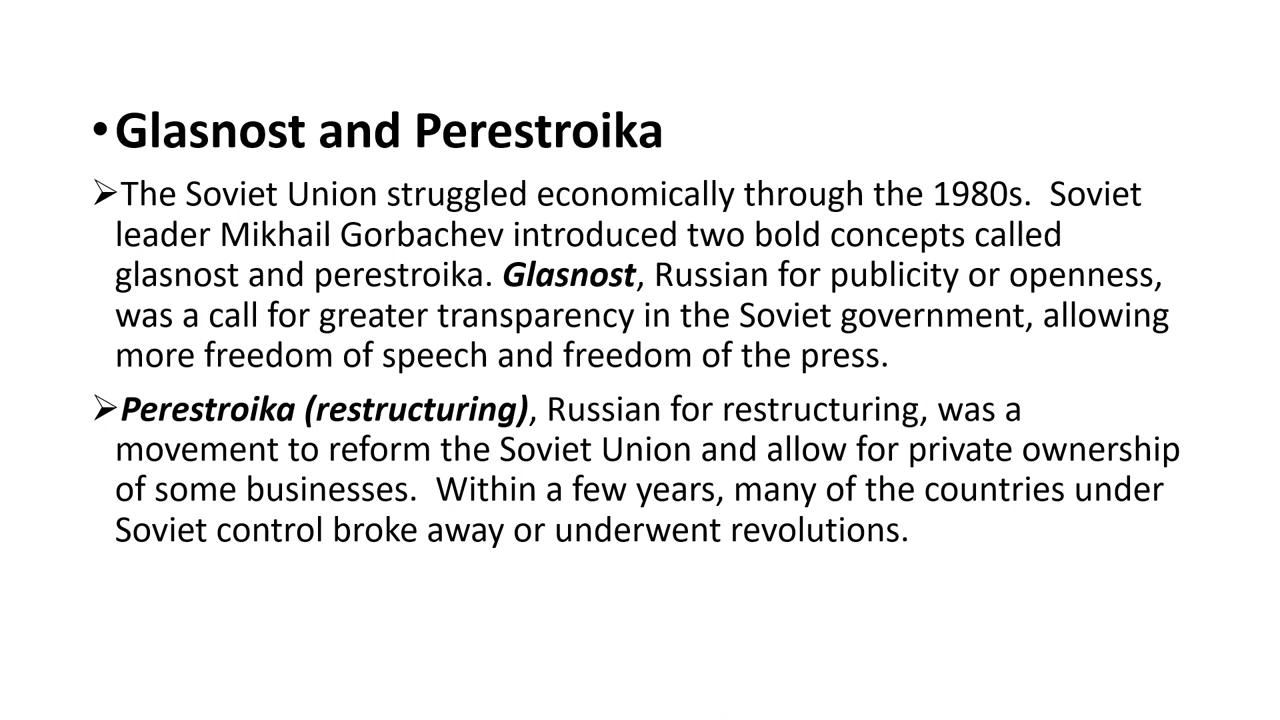 •Glasnost and Perestroika
➢The Soviet Union struggled economically through the 1980s.  Soviet
leader Mikhail Gorbachev introduced two bold concepts called
glasnost and perestroika. Glasnost, Russian for publicity or openness,
was a call for greater transparency in the Soviet government, allowing
more freedom of speech and freedom of the press.
➢Perestroika (restructuring), Russian for restructuring, was a
movement to reform the Soviet Union and allow for private ownership
of some businesses.  Within a few years, many of the countries under
Soviet control broke away or underwent revolutions.